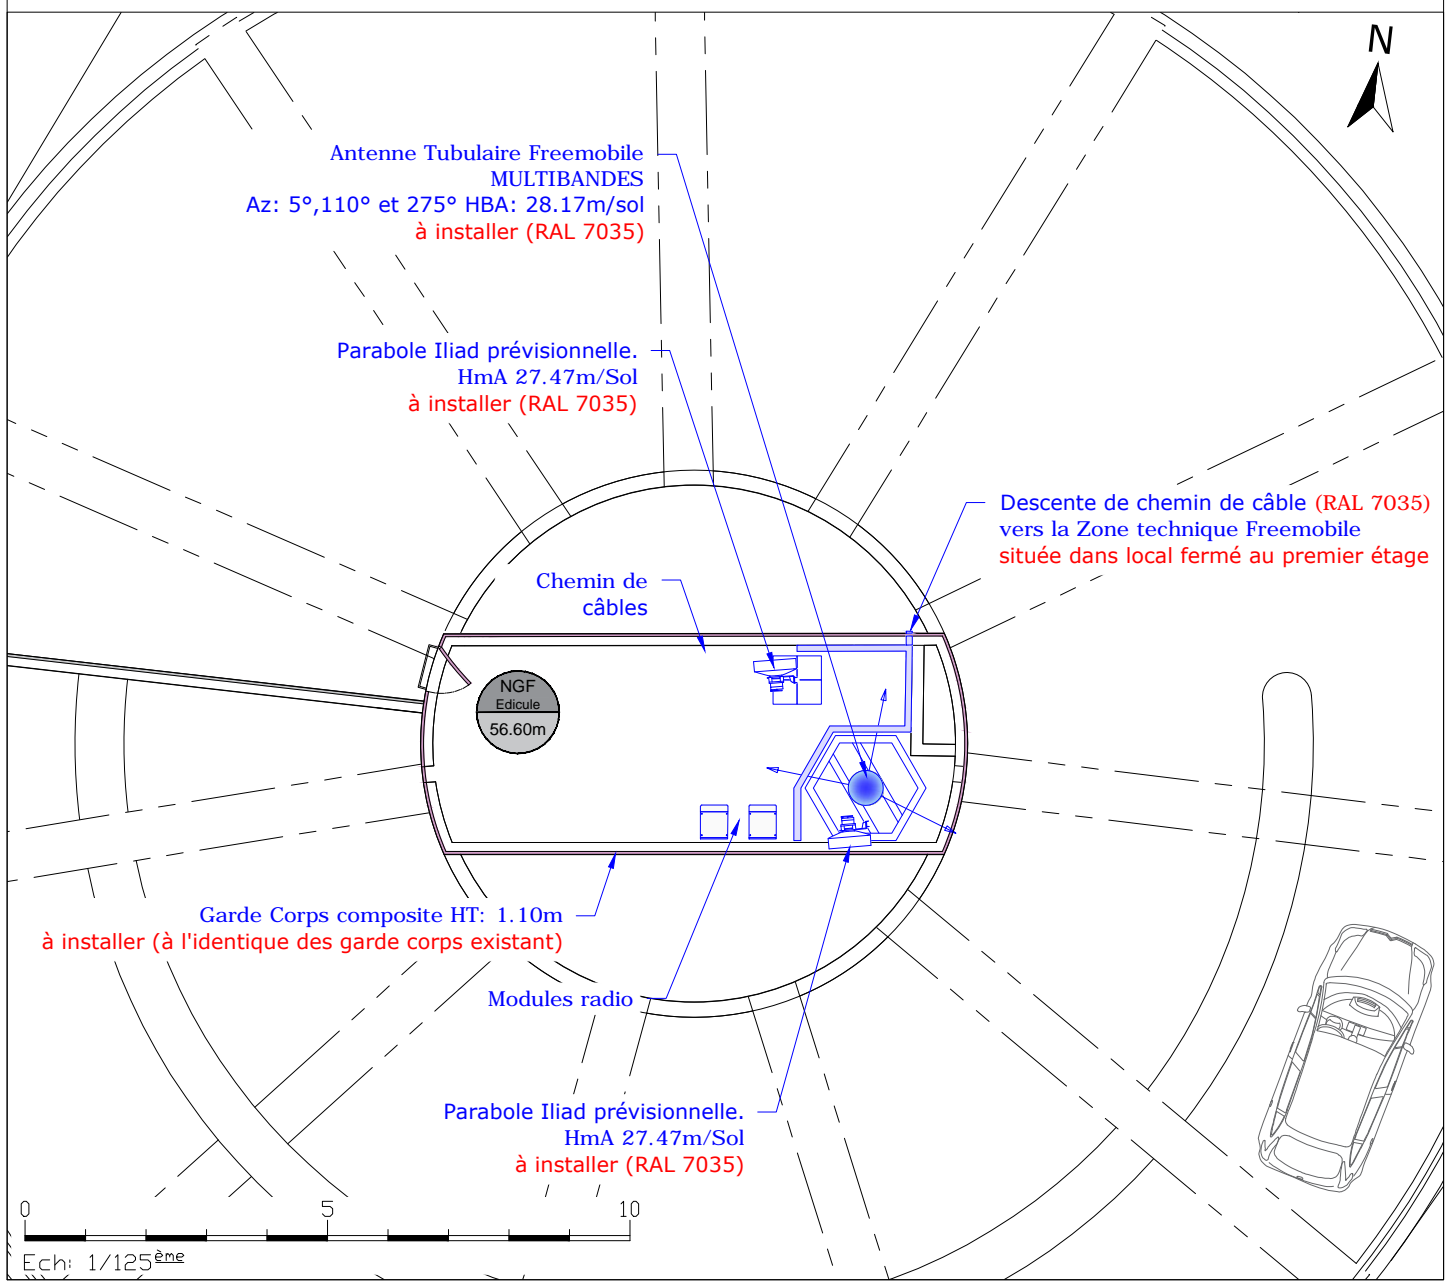 N
Antenne Tubulaire Freemobile
MULTIBANDES
Az: 5°,110° et 275° HBA: 28.17m/sol
à installer (RAL 7035)
Parabole Iliad prévisionnelle.
HmA 27.47m/Sol
à installer (RAL 7035)
Descente de chemin de câble (RAL 7035)
vers la Zone technique Freemobile
située dans local fermé au premier étage
Chemin de
câbles
NGF
Edicule
56.60m
Garde Corps composite HT: 1.10m
à installer (à l'identique des garde corps existant)
Modules radio
Parabole Iliad prévisionnelle.
HmA 27.47m/Sol
à installer (RAL 7035)
0 5 10
Ech: 1/125ème